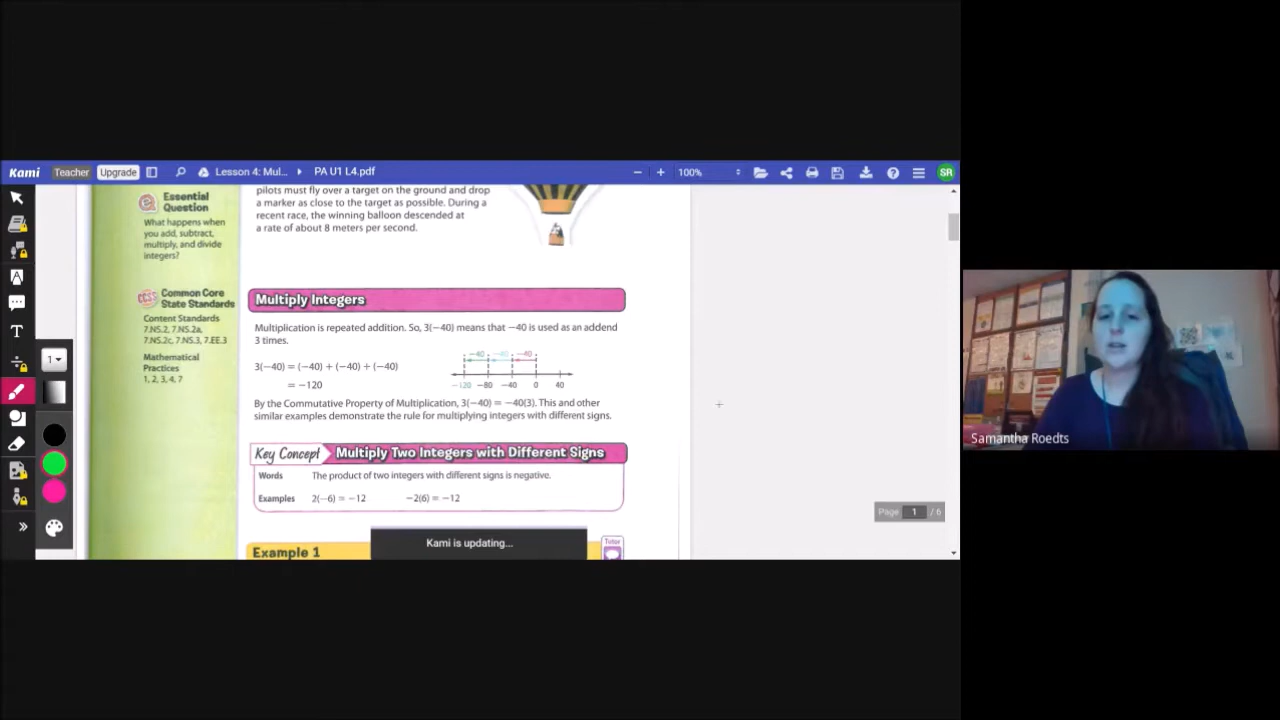 Kami Teacher Upgrade Lesson 4: Mul... PA U1 L4.pdf 100% SR
Essential
Question
What happens when
you add, subtract,
multiply, and divide
integers?
Common Core
State Standards
Content Standards
7.NS.2, 7.NS.2a,
7.NS.2c, 7.NS.3, 7.EE.3
Mathematical
Practices
1, 2, 3, 4, 7
pilots must fly over a target on the ground and drop
a marker as close to the target as possible. During a
recent race, the winning balloon descended at
a rate of about 8 meters per second.
Multiply Integers
Multiplication is repeated addition. So, 3(−40) means that −40 is used as an addend
3 times.
3(−40) = (−40) + (−40) + (−40)
= −120
−40 −40 −40
−120 −80 −40 0 40
By the Commutative Property of Multiplication, 3(−40) = −40(3). This and other
similar examples demonstrate the rule for multiplying integers with different signs.
Key Concept Multiply Two Integers with Different Signs
Words The product of two integers with different signs is negative.
Examples 2(−6) = −12 −2(6) = −12
Example 1
Tutor
Kami is updating...
1
T
Page 1 / 6
Samantha Roedts